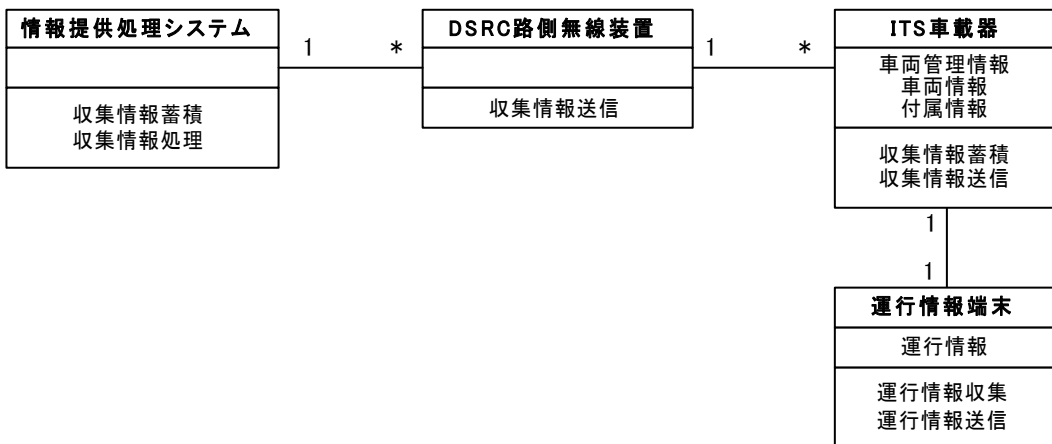 情報提供処理システム
収集情報蓄積
収集情報処理
1
*
DSRC路側無線装置
収集情報送信
1
*
ITS車載器
車両管理情報
車両情報
付属情報
収集情報蓄積
収集情報送信
1
1
運行情報端末
運行情報
運行情報収集
運行情報送信